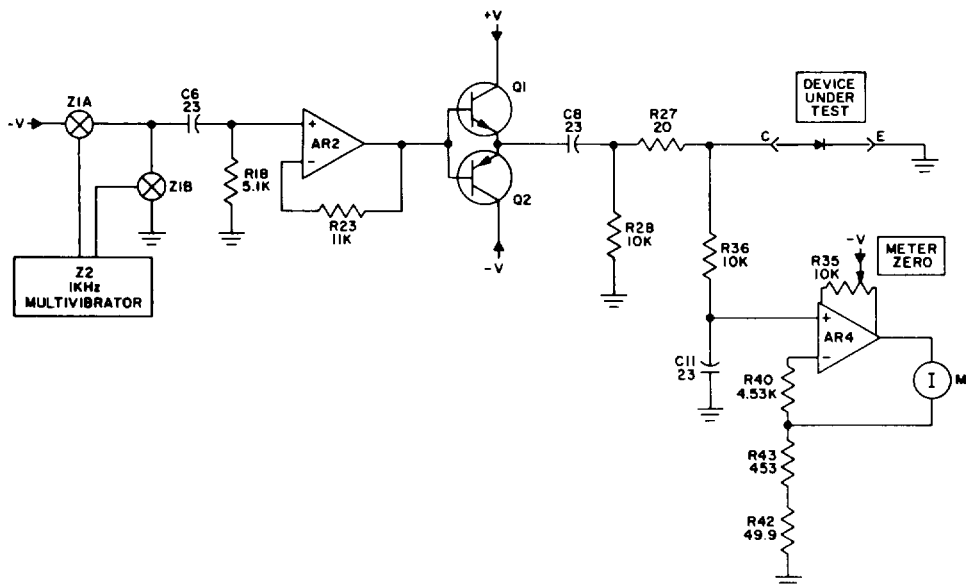 +V
Q1
Z1A
-V
C6
23
+
AR2
-
C8
23
R27
20
DEVICE
UNDER
TEST
C
E
Z1B
R18
5.1K
R23
11K
Q2
R28
10K
R36
10K
-V
-V
METER
ZERO
R35
10K
Z2
1KHz
MULTIVIBRATOR
+
AR4
-
C11
23
R40
4.53K
I
M
R43
453
R42
49.9